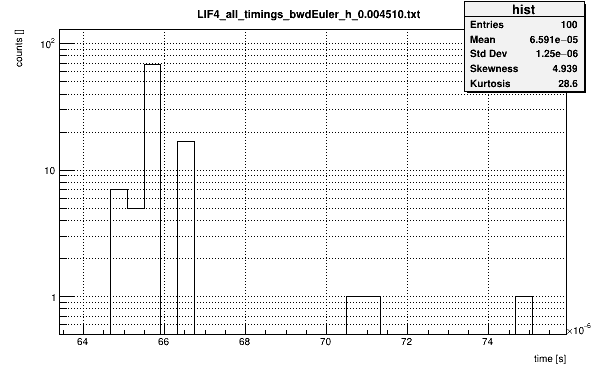 LIF4_all_timings_bwdEuler_h_0.004510.txt
hist
Entries 100
Mean 6.591e−05
Std Dev 1.25e−06
Skewness 4.939
Kurtosis 28.6
counts []
10²
10
1
64 66 68 70 72 74
×10⁻⁶
time [s]